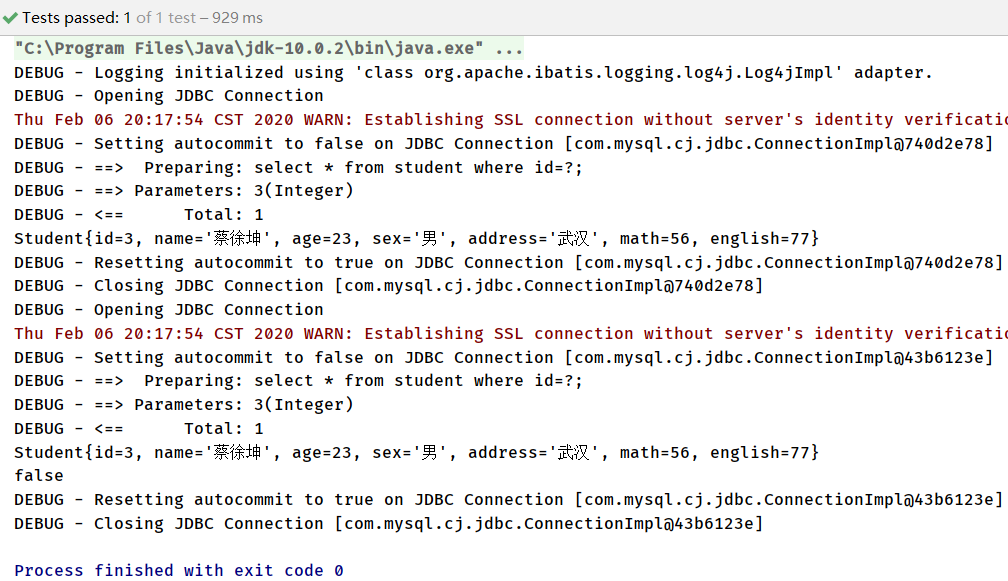 Tests passed: 1 of 1 test – 929 ms
"C:\Program Files\Java\jdk-10.0.2\bin\java.exe" ...
DEBUG - Logging initialized using 'class org.apache.ibatis.logging.log4j.Log4jImpl' adapter.
DEBUG - Opening JDBC Connection
Thu Feb 06 20:17:54 CST 2020 WARN: Establishing SSL connection without server's identity
DEBUG - Setting autocommit to false on JDBC Connection [com.mysql.cj.jdbc.ConnectionImpl@740d2e78]
DEBUG - ==>  Preparing: select * from student where id=?;
DEBUG - ==> Parameters: 3(Integer)
DEBUG - <==      Total: 1
Student{id=3, name='蔡徐坤', age=23, sex='男', address='武汉', math=56, english=77}
DEBUG - Resetting autocommit to true on JDBC Connection [com.mysql.cj.jdbc.ConnectionImpl@740d2e78]
DEBUG - Closing JDBC Connection [com.mysql.cj.jdbc.ConnectionImpl@740d2e78]
DEBUG - Opening JDBC Connection
Thu Feb 06 20:17:54 CST 2020 WARN: Establishing SSL connection without server's identity
DEBUG - Setting autocommit to false on JDBC Connection [com.mysql.cj.jdbc.ConnectionImpl@43b6123e]
DEBUG - ==>  Preparing: select * from student where id=?;
DEBUG - ==> Parameters: 3(Integer)
DEBUG - <==      Total: 1
Student{id=3, name='蔡徐坤', age=23, sex='男', address='武汉', math=56, english=77}
false
DEBUG - Resetting autocommit to true on JDBC Connection [com.mysql.cj.jdbc.ConnectionImpl@43b6123e]
DEBUG - Closing JDBC Connection [com.mysql.cj.jdbc.ConnectionImpl@43b6123e]
Process finished with exit code 0